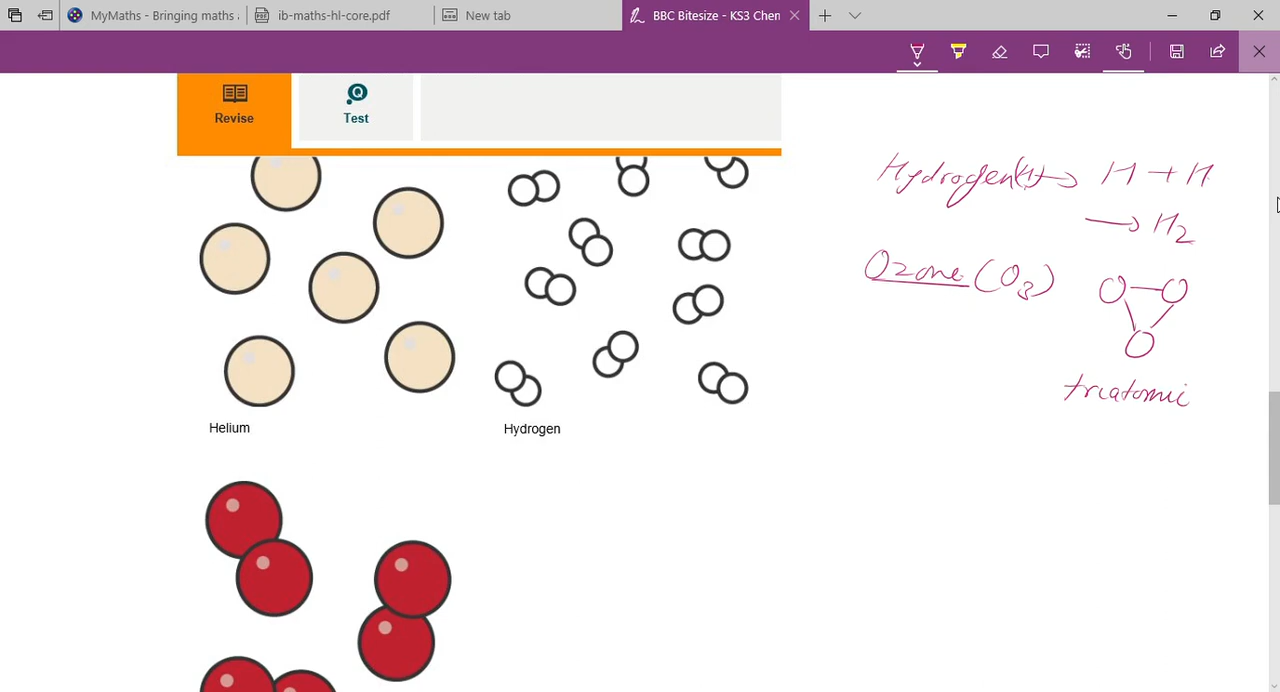 MyMaths - Bringing maths
ib-maths-hl-core.pdf
New tab
BBC Bitesize - KS3 Chem
Revise
Test
Hydrogen(H) → H + H
→ H2
Ozone (O3) O O
O
triatomic
Helium
Hydrogen